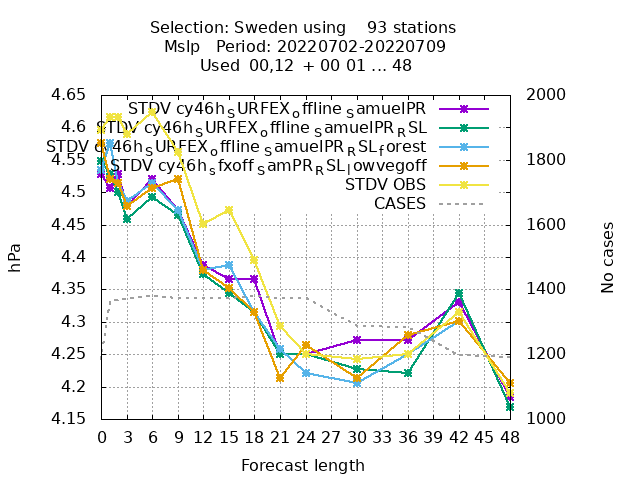 Selection: Sweden using    93 stations
Mslp   Period: 20220702-20220709
Used  00,12  + 00 01 ... 48
STDV cy46h_SURFEX_offline_samuelPR
STDV cy46h_SURFEX_offline_samuelPR_RSL
STDV cy46h_SURFEX_offline_samuelPR_RSL_forest
STDV cy46h_sfxoff_SamPR_RSL_lowvegoff
STDV OBS
CASES
4.65
4.6
4.55
4.5
4.45
4.4
4.35
4.3
4.25
4.2
4.15
hPa
2000
1800
1600
1400
1200
1000
No cases
0 3 6 9 12 15 18 21 24 27 30 33 36 39 42 45 48
Forecast length